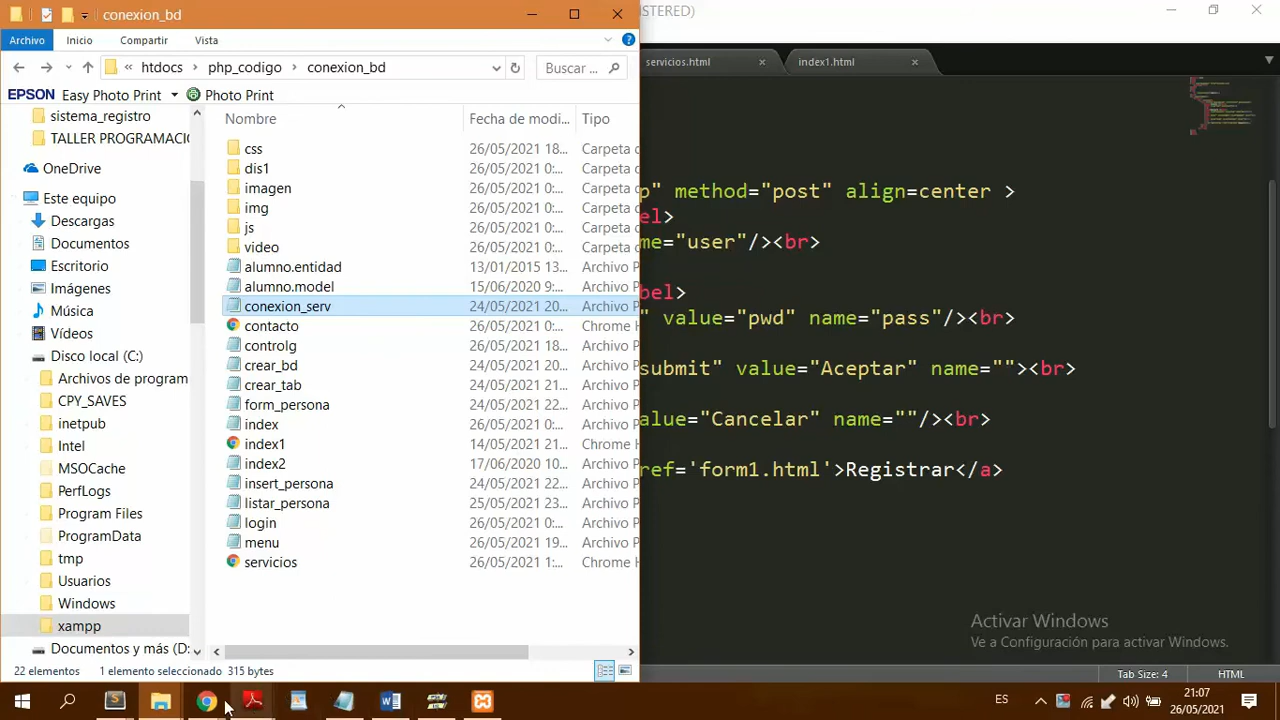 conexion_bd
STERED)
Archivo Inicio Compartir Vista
« htdocs › php_codigo › conexion_bd
Buscar ...
servicios.html index1.html
EPSON Easy Photo Print Photo Print
Nombre Fecha de modi... Tipo
sistema_registro
TALLER PROGRAMACIO
OneDrive
Este equipo
Descargas
Documentos
Escritorio
Imágenes
Música
Vídeos
Disco local (C:)
Archivos de program
CPY_SAVES
inetpub
Intel
MSOCache
PerfLogs
Program Files
ProgramData
tmp
Usuarios
Windows
xampp
Documentos y más (D:
css 26/05/2021 18... Carpeta c
dis1 26/05/2021 0:... Carpeta c
imagen 26/05/2021 0:... Carpeta c
img 26/05/2021 0:... Carpeta c
js 26/05/2021 0:... Carpeta c
video 26/05/2021 0:... Carpeta c
alumno.entidad 13/01/2015 13... Archivo P
alumno.model 15/06/2020 9:... Archivo P
conexion_serv 24/05/2021 20... Archivo P
contacto 26/05/2021 0:... Chrome H
controlg 26/05/2021 18... Archivo P
crear_bd 24/05/2021 20... Archivo P
crear_tab 24/05/2021 21... Archivo P
form_persona 24/05/2021 22... Archivo P
index 26/05/2021 0:... Archivo P
index1 14/05/2021 21... Chrome H
index2 17/06/2020 10... Archivo P
insert_persona 24/05/2021 22... Archivo P
listar_persona 25/05/2021 23... Archivo P
login 26/05/2021 0:... Archivo P
menu 26/05/2021 19... Archivo P
servicios 26/05/2021 1:... Chrome H
p" method="post" align=center >
el>
me="user"/><br>
bel>
" value="pwd" name="pass"/><br>
submit" value="Aceptar" name=""><br>
alue="Cancelar" name=""/><br>
ref='form1.html'>Registrar</a>
Activar Windows
Ve a Configuración para activar Windows.
22 elementos 1 elemento seleccionado 315 bytes
Tab Size: 4 HTML
ES
21:07
26/05/2021